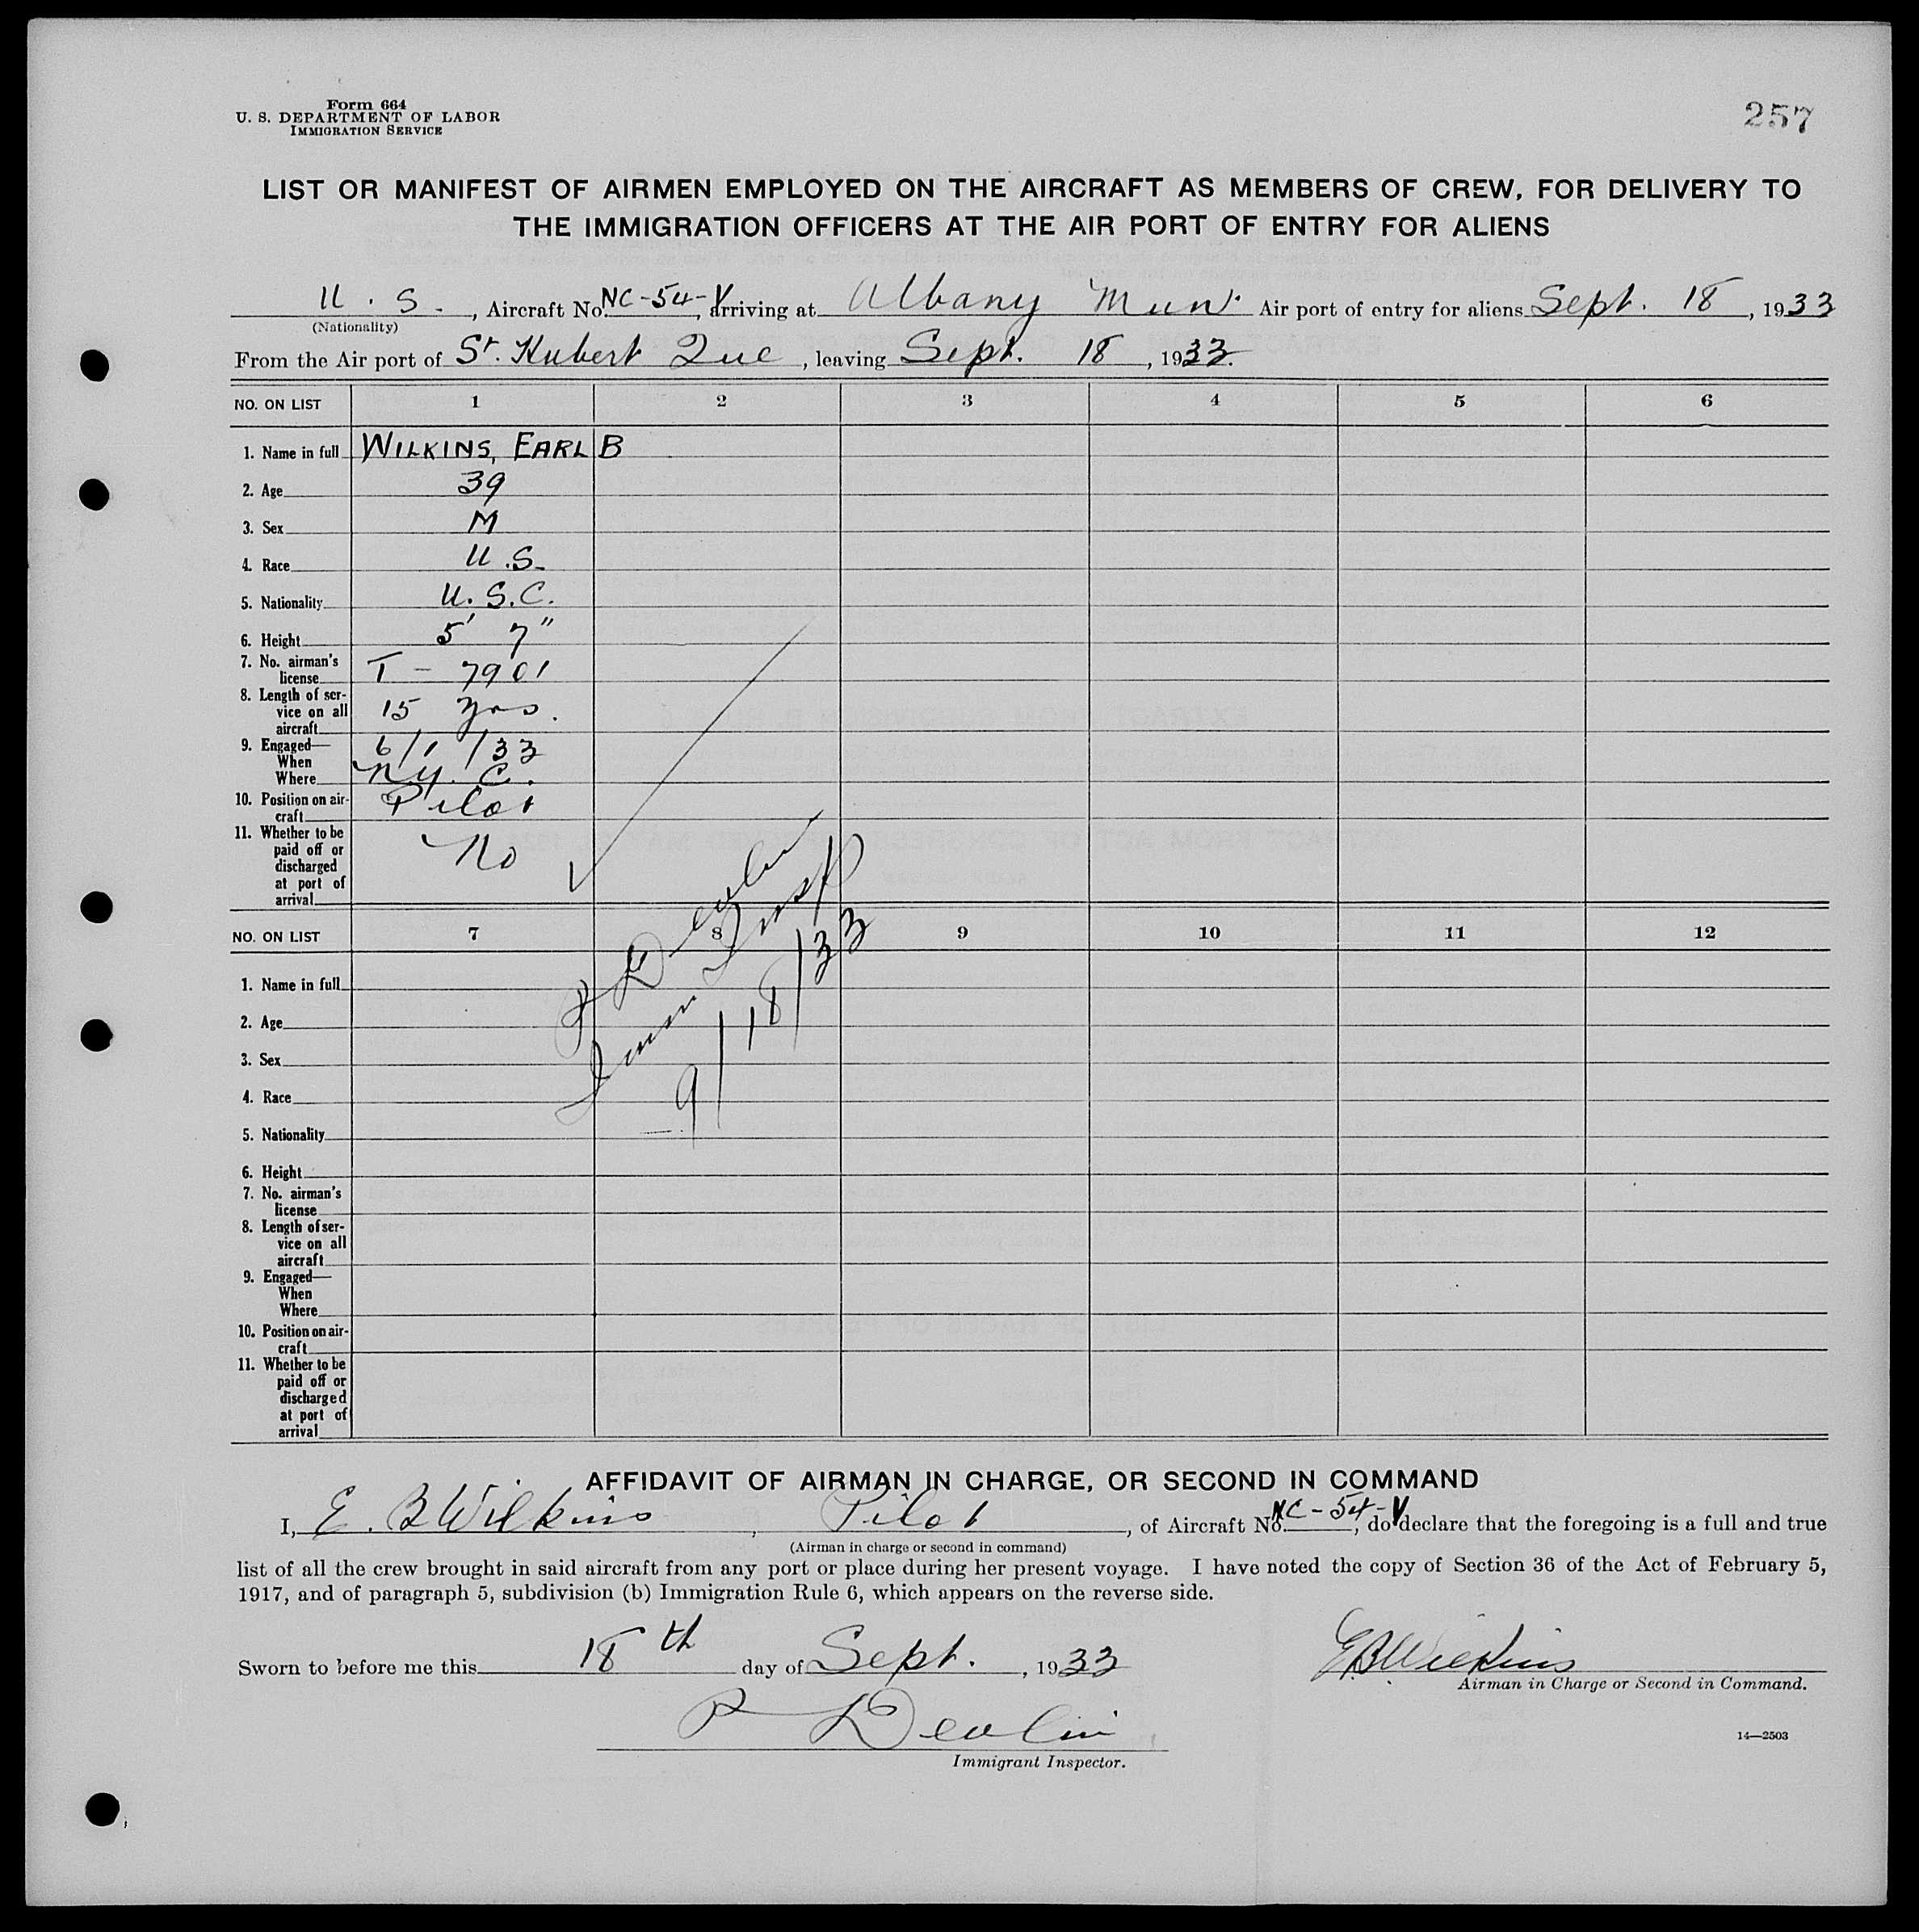 Form 664
U. S. DEPARTMENT OF LABOR
IMMIGRATION SERVICE
257
LIST OR MANIFEST OF AIRMEN EMPLOYED ON THE AIRCRAFT AS MEMBERS OF CREW, FOR DELIVERY TO
THE IMMIGRATION OFFICERS AT THE AIR PORT OF ENTRY FOR ALIENS
U. S. , Aircraft No. NC-54-V, arriving at Albany Mun. Air port of entry for aliens Sept. 18, 1933
(Nationality)
From the Air port of St. Hubert Que, leaving Sept. 18, 1933.
NO. ON LIST 1 2 3 4 5 6
1. Name in full WILKINS, EARL B
2. Age 39
3. Sex M
4. Race U.S.
5. Nationality U.S.C.
6. Height 5' 7"
7. No. airman's
license T - 7901
8. Length of ser-
vice on all 15 yrs.
aircraft
9. Engaged—
When 6/1/33
Where N.Y.C.
10. Position on air-
craft Pilot
11. Whether to be
paid off or No
discharged
at port of
arrival
P Devlin
Immn Insp
9/18/33
NO. ON LIST 7 8 9 10 11 12
1. Name in full
2. Age
3. Sex
4. Race
5. Nationality
6. Height
7. No. airman's
license
8. Length of ser-
vice on all
aircraft
9. Engaged—
When
Where
10. Position on air-
craft
11. Whether to be
paid off or
discharged
at port of
arrival
AFFIDAVIT OF AIRMAN IN CHARGE, OR SECOND IN COMMAND
I, E. B Wilkins, Pilot, of Aircraft No. NC-54-V, do declare that the foregoing is a full and true
(Airman in charge or second in command)
list of all the crew brought in said aircraft from any port or place during her present voyage. I have noted the copy of Section 36 of the Act of February 5,
1917, and of paragraph 5, subdivision (b) Immigration Rule 6, which appears on the reverse side.
Sworn to before me this 18th day of Sept., 1933 E B Wilkins
Airman in Charge or Second in Command.
P Devlin
Immigrant Inspector.
14—2503